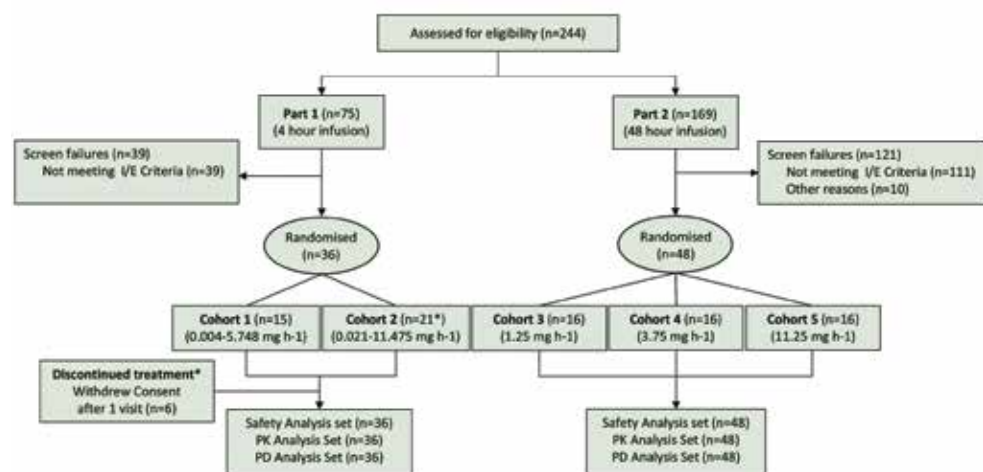 Assessed for eligibility (n=244)
Part 1 (n=75)
(4 hour infusion)
Part 2 (n=169)
(48 hour infusion)
Screen failures (n=39)
Not meeting I/E Criteria (n=39)
Screen failures (n=121)
Not meeting I/E Criteria (n=111)
Other reasons (n=10)
Randomised
(n=36)
Randomised
(n=48)
Cohort 1 (n=15)
(0.004-5.748 mg h-1)
Cohort 2 (n=21*)
(0.021-11.475 mg h-1)
Cohort 3 (n=16)
(1.25 mg h-1)
Cohort 4 (n=16)
(3.75 mg h-1)
Cohort 5 (n=16)
(11.25 mg h-1)
Discontinued treatment*
Withdrew Consent
after 1 visit (n=6)
Safety Analysis set (n=36)
PK Analysis Set (n=36)
PD Analysis Set (n=36)
Safety Analysis set (n=48)
PK Analysis Set (n=48)
PD Analysis Set (n=48)